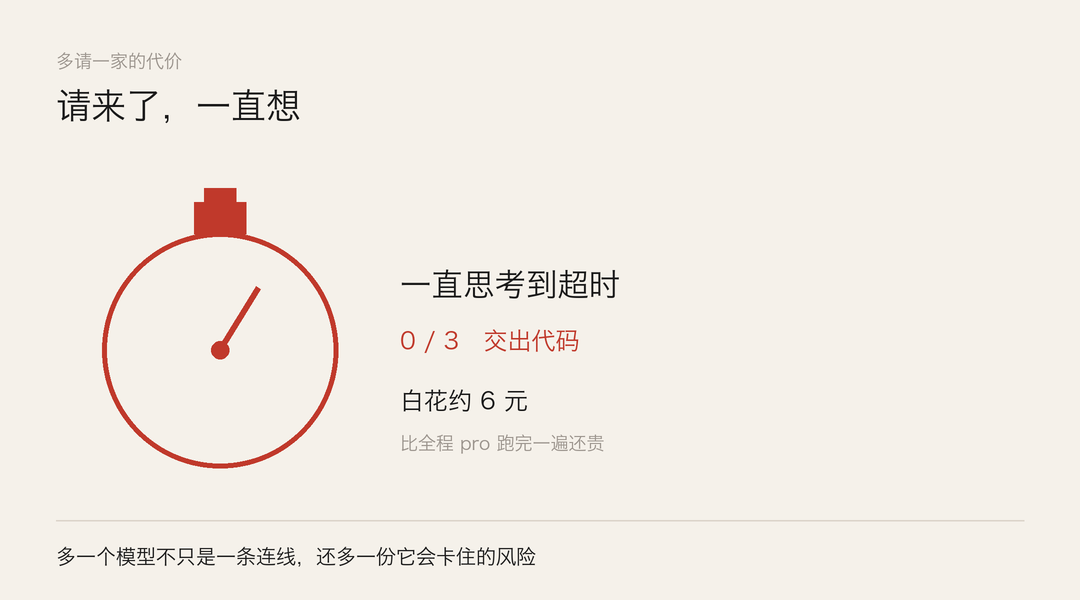 多请一家的代价
请来了，一直想
一直思考到超时
0 / 3 交出代码
白花约 6 元
比全程 pro 跑完一遍还贵
多一个模型不只是一条连线，还多一份它会卡住的风险